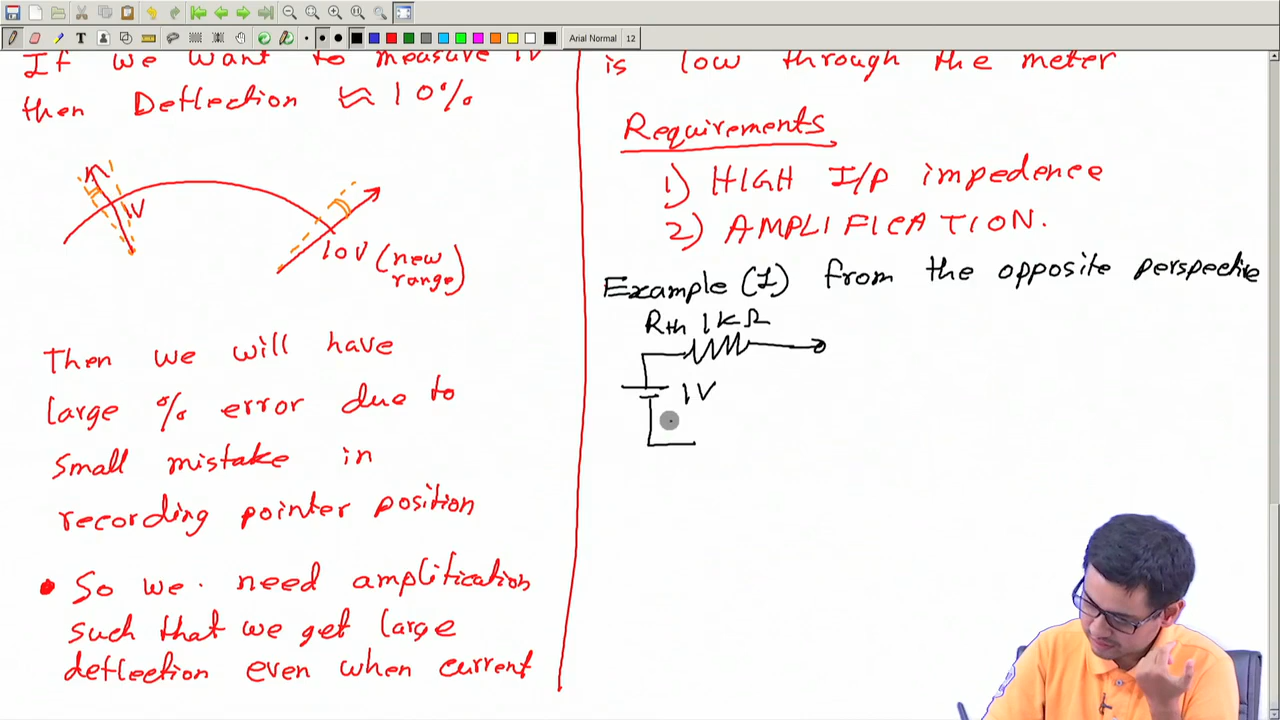 Arial Normal 12
If we want to measure 1V
then Deflection ≈ 10%
1V
10V (new
range)
Then we will have
large % error due to
small mistake in
recording pointer position
• So we need amplification
such that we get large
deflection even when current
is low through the meter
Requirements
1) HIGH I/P impedence
2) AMPLIFICATION.
Example (1) from the opposite perspective
Rth 1kΩ
1V